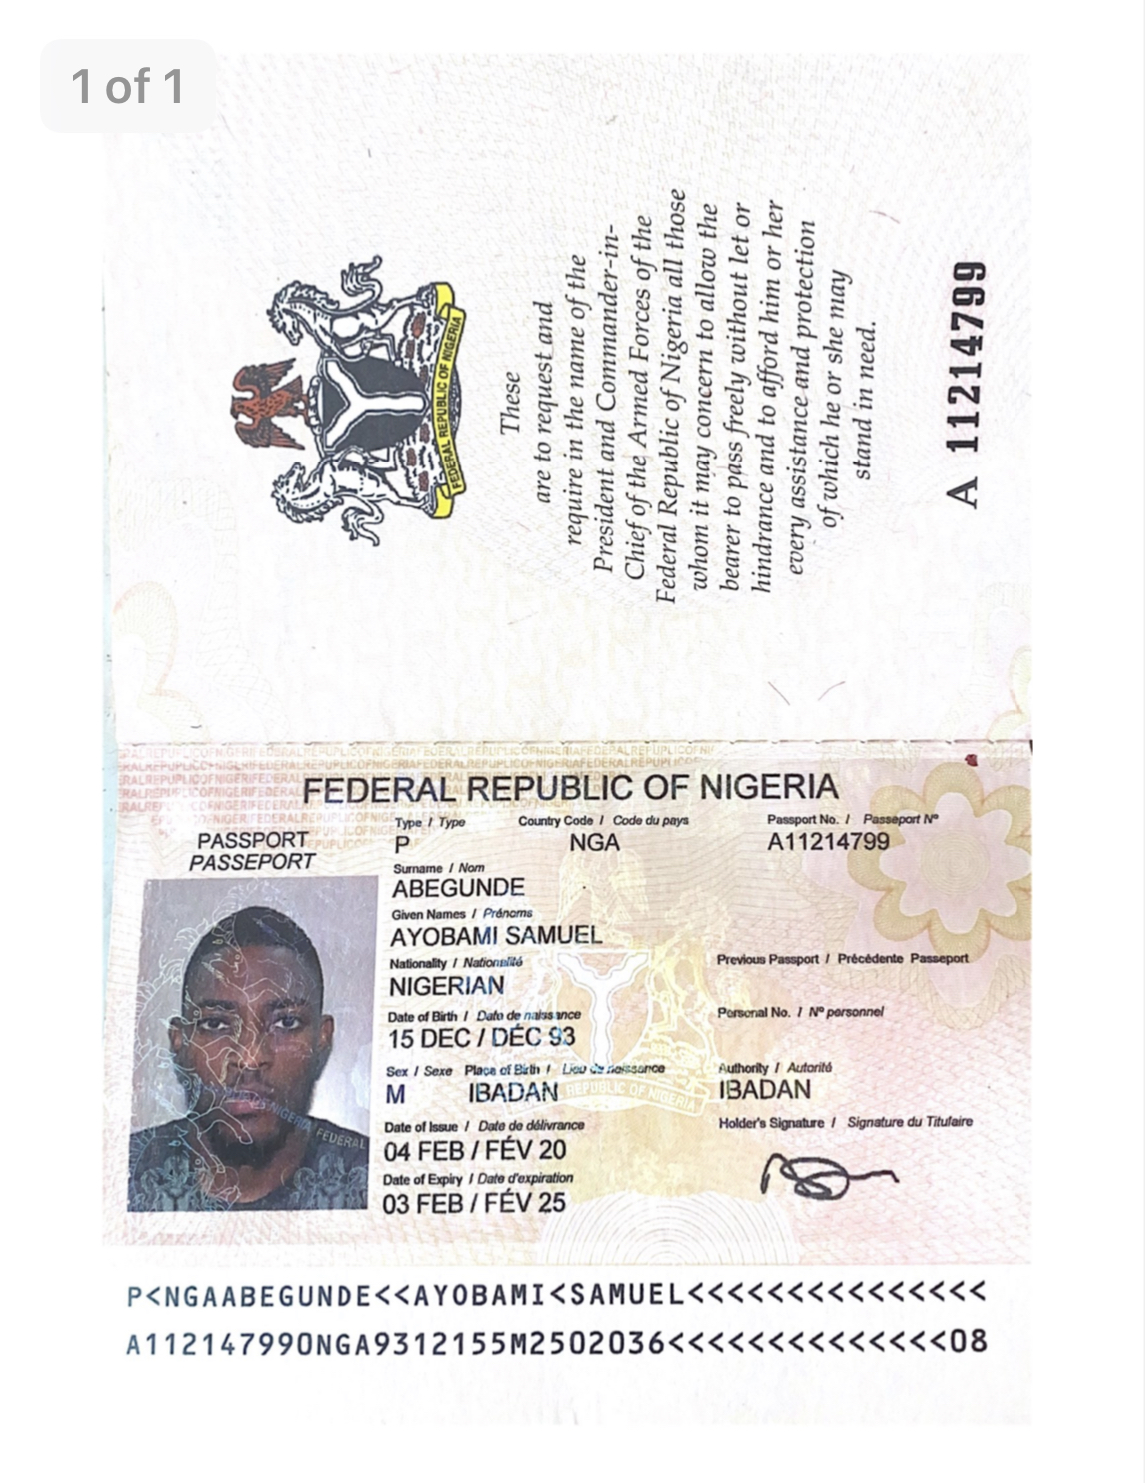 1 of 1
FEDERAL REPUBLIC OF NIGERIA
These
are to request and
require in the name of the
President and Commander-in-
Chief of the Armed Forces of the
Federal Republic of Nigeria all those
whom it may concern to allow the
bearer to pass freely without let or
hindrance and to afford him or her
every assistance and protection
of which he or she may
stand in need.
A 11214799
FEDERAL REPUBLIC OF NIGERIA
PASSPORT
PASSEPORT
Type / Type
P
Country Code / Code du pays
NGA
Passport No. / Passeport Nº
A11214799
Surname / Nom
ABEGUNDE
Given Names / Prénoms
AYOBAMI SAMUEL
Nationality / Nationalité
NIGERIAN
Previous Passport / Précédente Passeport
Date of Birth / Date de naissance
15 DEC / DÉC 93
Personal No. / Nº personnel
Sex / Sexe
M
Place of Birth / Lieu de naissance
IBADAN
Authority / Autorité
IBADAN
Date of Issue / Date de délivrance
04 FEB / FÉV 20
Holder's Signature / Signature du Titulaire
Date of Expiry / Date d'expiration
03 FEB / FÉV 25
P<NGAABEGUNDE<<AYOBAMI<SAMUEL<<<<<<<<<<<<<<<
A112147990NGA9312155M2502036<<<<<<<<<<<<<<08